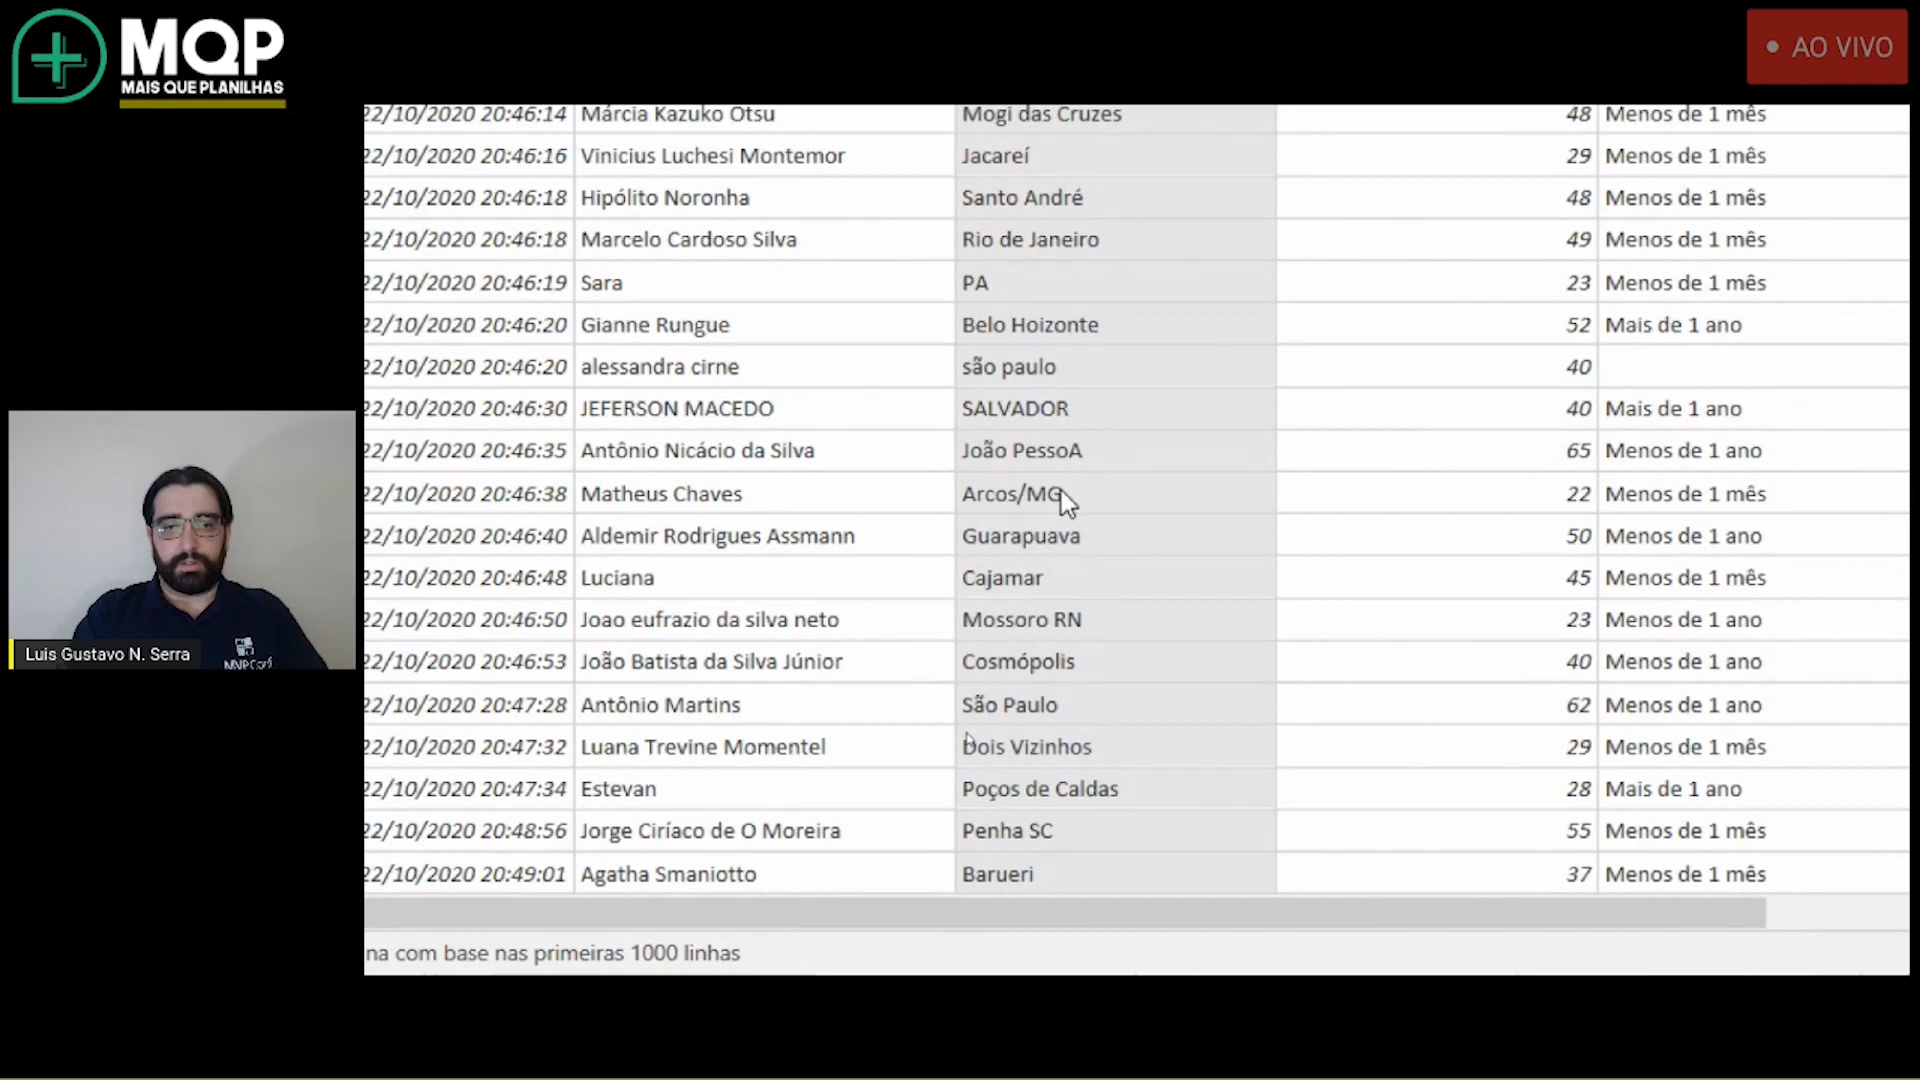 MQP
MAIS QUE PLANILHAS
AO VIVO
22/10/2020 20:46:14 Márcia Kazuko Otsu Mogi das Cruzes 48 Menos de 1 mês
22/10/2020 20:46:16 Vinicius Luchesi Montemor Jacareí 29 Menos de 1 mês
22/10/2020 20:46:18 Hipólito Noronha Santo André 48 Menos de 1 mês
22/10/2020 20:46:18 Marcelo Cardoso Silva Rio de Janeiro 49 Menos de 1 mês
22/10/2020 20:46:19 Sara PA 23 Menos de 1 mês
22/10/2020 20:46:20 Gianne Rungue Belo Hoizonte 52 Mais de 1 ano
22/10/2020 20:46:20 alessandra cirne são paulo 40
22/10/2020 20:46:30 JEFERSON MACEDO SALVADOR 40 Mais de 1 ano
22/10/2020 20:46:35 Antônio Nicácio da Silva João PessoA 65 Menos de 1 ano
22/10/2020 20:46:38 Matheus Chaves Arcos/MG 22 Menos de 1 mês
22/10/2020 20:46:40 Aldemir Rodrigues Assmann Guarapuava 50 Menos de 1 ano
22/10/2020 20:46:48 Luciana Cajamar 45 Menos de 1 mês
22/10/2020 20:46:50 Joao eufrazio da silva neto Mossoro RN 23 Menos de 1 ano
22/10/2020 20:46:53 João Batista da Silva Júnior Cosmópolis 40 Menos de 1 ano
22/10/2020 20:47:28 Antônio Martins São Paulo 62 Menos de 1 ano
22/10/2020 20:47:32 Luana Trevine Momentel Dois Vizinhos 29 Menos de 1 mês
22/10/2020 20:47:34 Estevan Poços de Caldas 28 Mais de 1 ano
22/10/2020 20:48:56 Jorge Ciríaco de O Moreira Penha SC 55 Menos de 1 mês
22/10/2020 20:49:01 Agatha Smaniotto Barueri 37 Menos de 1 mês
na com base nas primeiras 1000 linhas
Luis Gustavo N. Serra